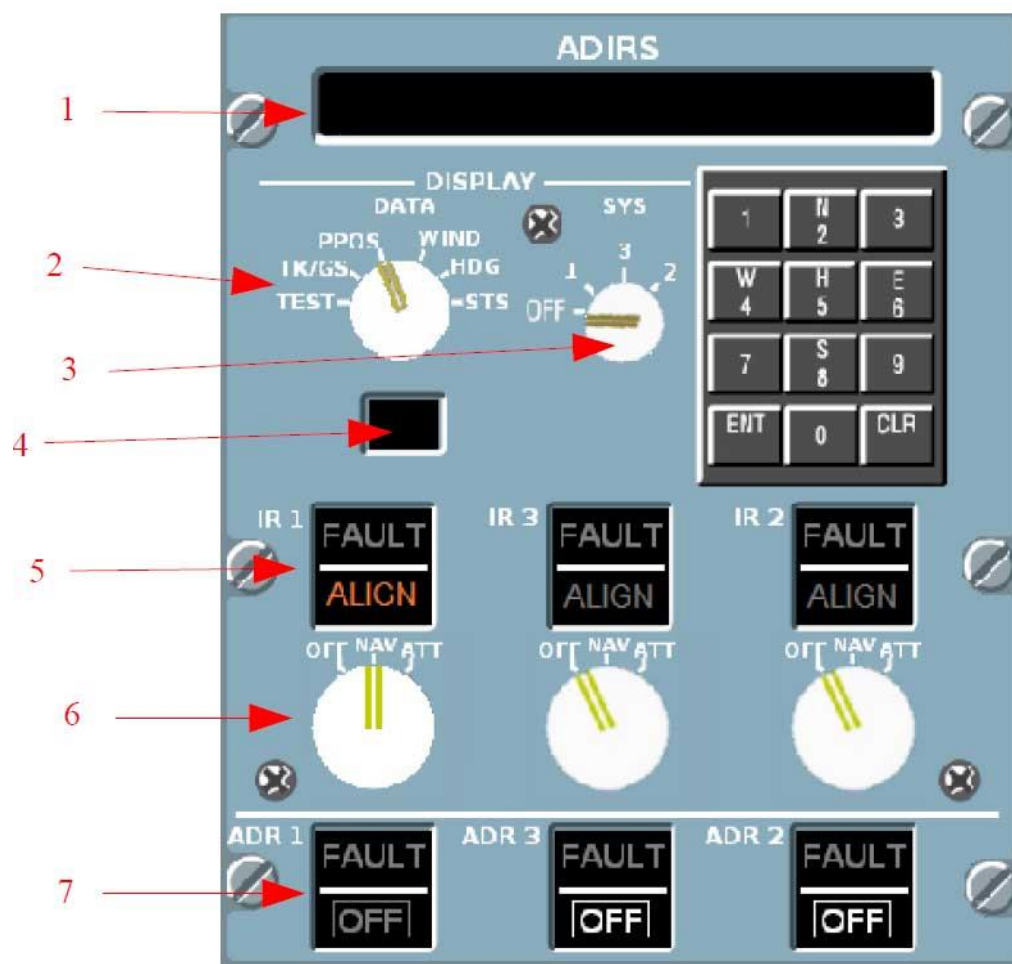 ADIRS
1
DISPLAY
DATA
SYS
PPOS
WIND
TK/GS
HDG
TEST
STS
1
3
2
OFF
2
3
4
1
N
2
3
W
4
H
5
E
6
7
S
8
9
ENT
0
CLR
IR 1
FAULT
ALIGN
IR 3
FAULT
ALIGN
IR 2
FAULT
ALIGN
5
OFF NAV ATT
OFF NAV ATT
OFF NAV ATT
6
ADR 1
FAULT
OFF
ADR 3
FAULT
OFF
ADR 2
FAULT
OFF
7